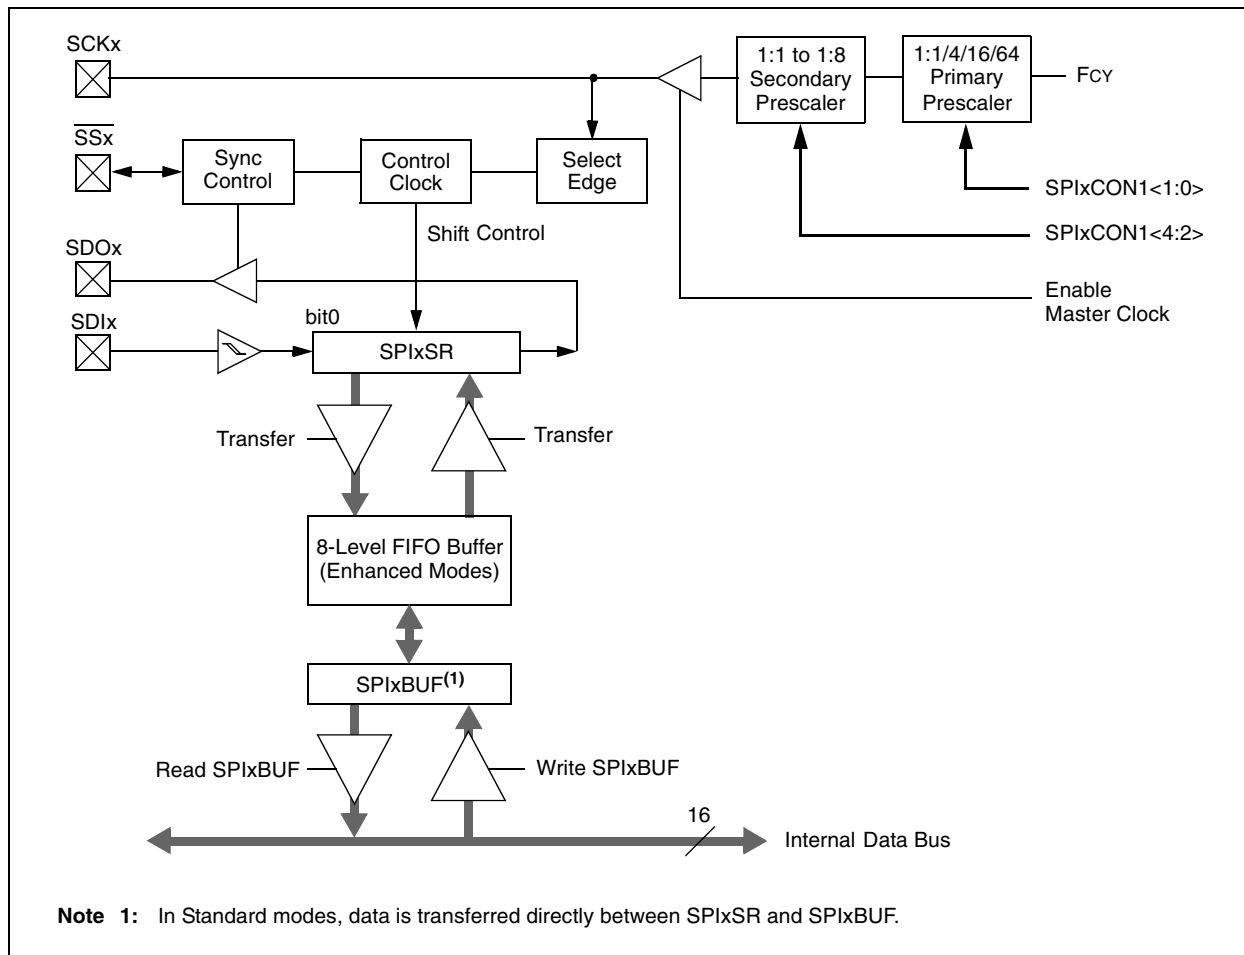 SCKx
1:1 to 1:8
Secondary
Prescaler
1:1/4/16/64
Primary
Prescaler
FCY
SSx
Sync
Control
Control
Clock
Select
Edge
SPIxCON1<1:0>
Shift Control
SPIxCON1<4:2>
SDOx
Enable
Master Clock
SDIx
bit0
SPIxSR
Transfer
Transfer
8-Level FIFO Buffer
(Enhanced Modes)
SPIxBUF(1)
Read SPIxBUF
Write SPIxBUF
16
Internal Data Bus
Note 1: In Standard modes, data is transferred directly between SPIxSR and SPIxBUF.